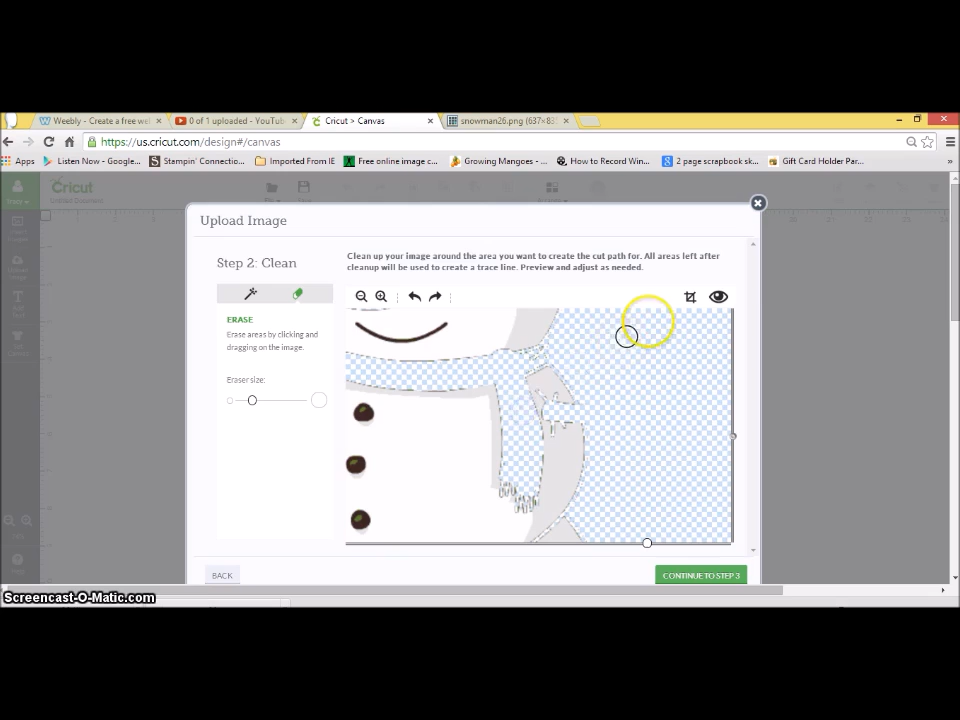 Weebly - Create a free wel
0 of 1 uploaded - YouTube
Cricut > Canvas
snowman26.png (637×83
https://us.cricut.com/design#/canvas
Apps
Listen Now - Google...
Stampin' Connectio...
Imported From IE
Free online image c...
Growing Mangoes - ...
How to Record Win...
2 page scrapbook sk...
Gift Card Holder Par...
»
Cricut
Upload Image
Step 2: Clean
Clean up your image around the area you want to create the cut path for. All areas left after
cleanup will be used to create a trace line. Preview and adjust as needed.
ERASE
Erase areas by clicking and
dragging on the image.
Eraser size:
BACK
CONTINUE TO STEP 3
Screencast-O-Matic.com